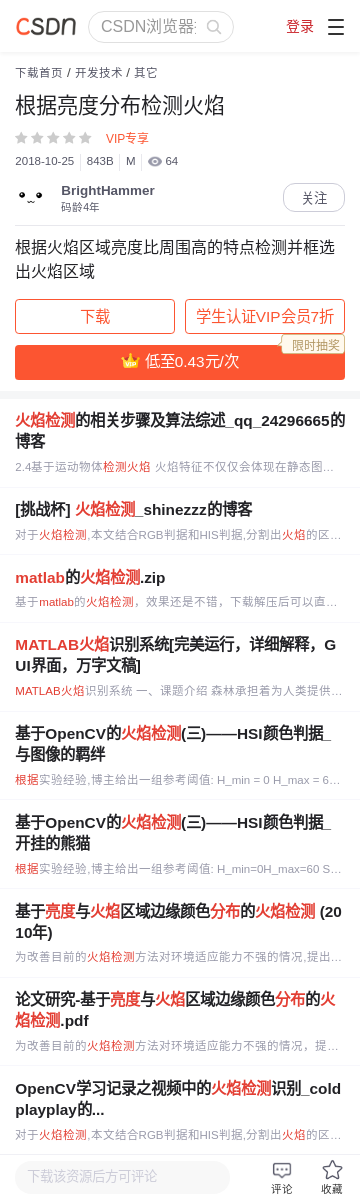 CSDN
CSDN浏览器
登录
下载首页 / 开发技术 / 其它
根据亮度分布检测火焰
VIP专享
2018-10-25 843B M 64
BrightHammer
码龄4年
关注
根据火焰区域亮度比周围高的特点检测并框选
出火焰区域
下载
学生认证VIP会员7折
限时抽奖
VIP 低至0.43元/次
火焰检测的相关步骤及算法综述_qq_24296665的
博客
2.4基于运动物体检测火焰 火焰特征不仅仅会体现在静态图...
[挑战杯] 火焰检测_shinezzz的博客
对于火焰检测,本文结合RGB判据和HIS判据,分割出火焰的区...
matlab的火焰检测.zip
基于matlab的火焰检测，效果还是不错，下载解压后可以直...
MATLAB火焰识别系统[完美运行，详细解释，G
UI界面，万字文稿]
MATLAB火焰识别系统 一、课题介绍 森林承担着为人类提供...
基于OpenCV的火焰检测(三)——HSI颜色判据_
与图像的羁绊
根据实验经验,博主给出一组参考阈值: H_min = 0 H_max = 6...
基于OpenCV的火焰检测(三)——HSI颜色判据_
开挂的熊猫
根据实验经验,博主给出一组参考阈值: H_min=0H_max=60 S...
基于亮度与火焰区域边缘颜色分布的火焰检测 (20
10年)
为改善目前的火焰检测方法对环境适应能力不强的情况,提出...
论文研究-基于亮度与火焰区域边缘颜色分布的火
焰检测.pdf
为改善目前的火焰检测方法对环境适应能力不强的情况，提...
OpenCV学习记录之视频中的火焰检测识别_cold
playplay的...
对于火焰检测,本文结合RGB判据和HIS判据,分割出火焰的区...
下载该资源后方可评论
评论
收藏